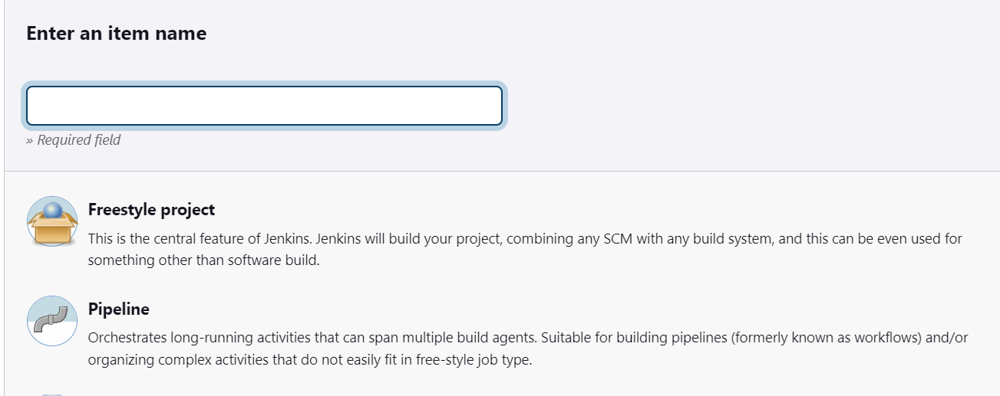 Enter an item name
» Required field
Freestyle project
This is the central feature of Jenkins. Jenkins will build your project, combining any SCM with any build system, and this can be even used for
something other than software build.
Pipeline
Orchestrates long-running activities that can span multiple build agents. Suitable for building pipelines (formerly known as workflows) and/or
organizing complex activities that do not easily fit in free-style job type.